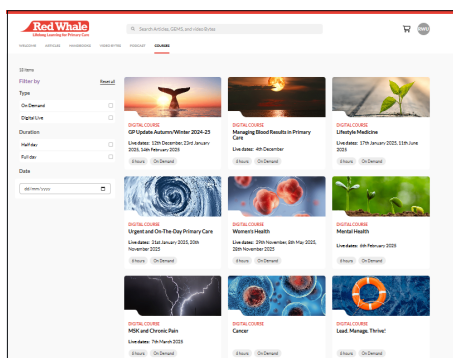 Red Whale
Lifelong Learning for Primary Care
Search Articles, GEMS, and video Bytes
ARTICLES
HANDBOOKS
VIDEO BYTES
PODCAST
COURSES
Filter by
Reset all
Type
On Demand
Digital Live
Duration
Half day
Full day
Date
dd/mm/yyyy
DIGITAL COURSE
GP Update Autumn/Winter 2024-25
Live dates: 12th December, 23rd January
2025, 14th February 2025
6 hours
On Demand
DIGITAL COURSE
Managing Blood Results in Primary
Care
Live dates: 4th December
6 hours
On Demand
DIGITAL COURSE
Lifestyle Medicine
Live dates: 17th January 2025, 11th June
2025
6 hours
On Demand
DIGITAL COURSE
Urgent and On-The-Day Primary Care
Live dates: 21st January 2025, 20th
November 2025
6 hours
On Demand
DIGITAL COURSE
Women's Health
Live dates: 29th November, 8th May 2025,
28th November 2025
6 hours
On Demand
DIGITAL COURSE
Mental Health
Live dates: 6th February 2025
6 hours
On Demand
DIGITAL COURSE
MSK and Chronic Pain
Live dates: 7th March 2025
6 hours
On Demand
DIGITAL COURSE
Cancer
6 hours
On Demand
DIGITAL COURSE
Lead. Manage. Thrive!
6 hours
On Demand